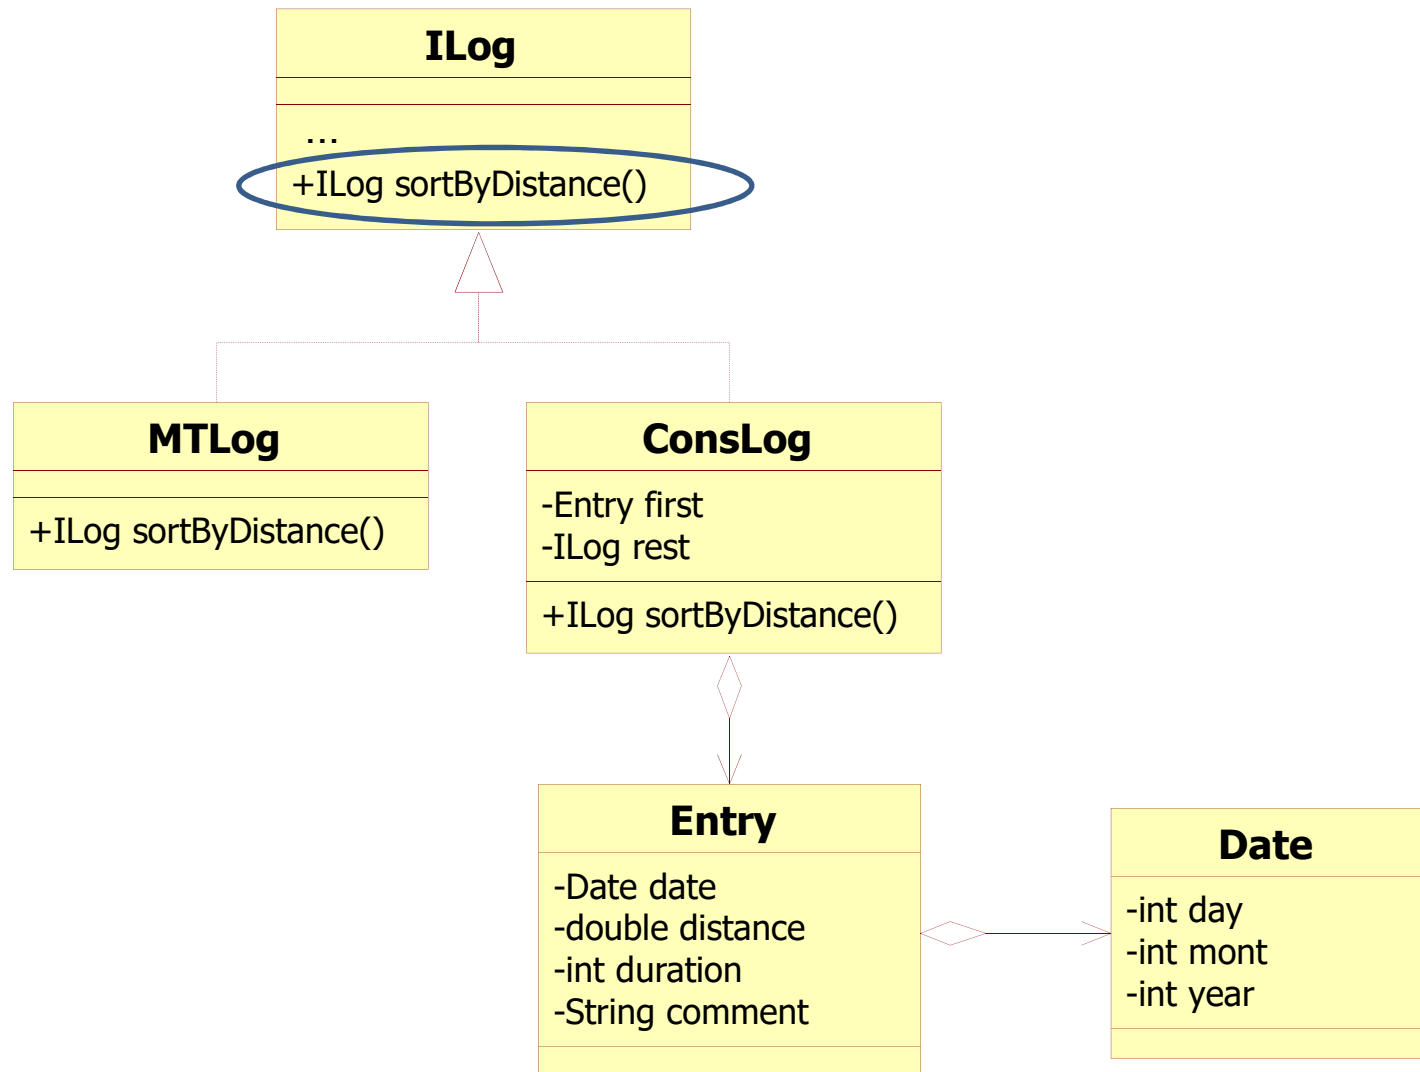 ILog
...
+ILog sortByDistance()
MTLog
+ILog sortByDistance()
ConsLog
-Entry first
-ILog rest
+ILog sortByDistance()
Entry
-Date date
-double distance
-int duration
-String comment
Date
-int day
-int mont
-int year